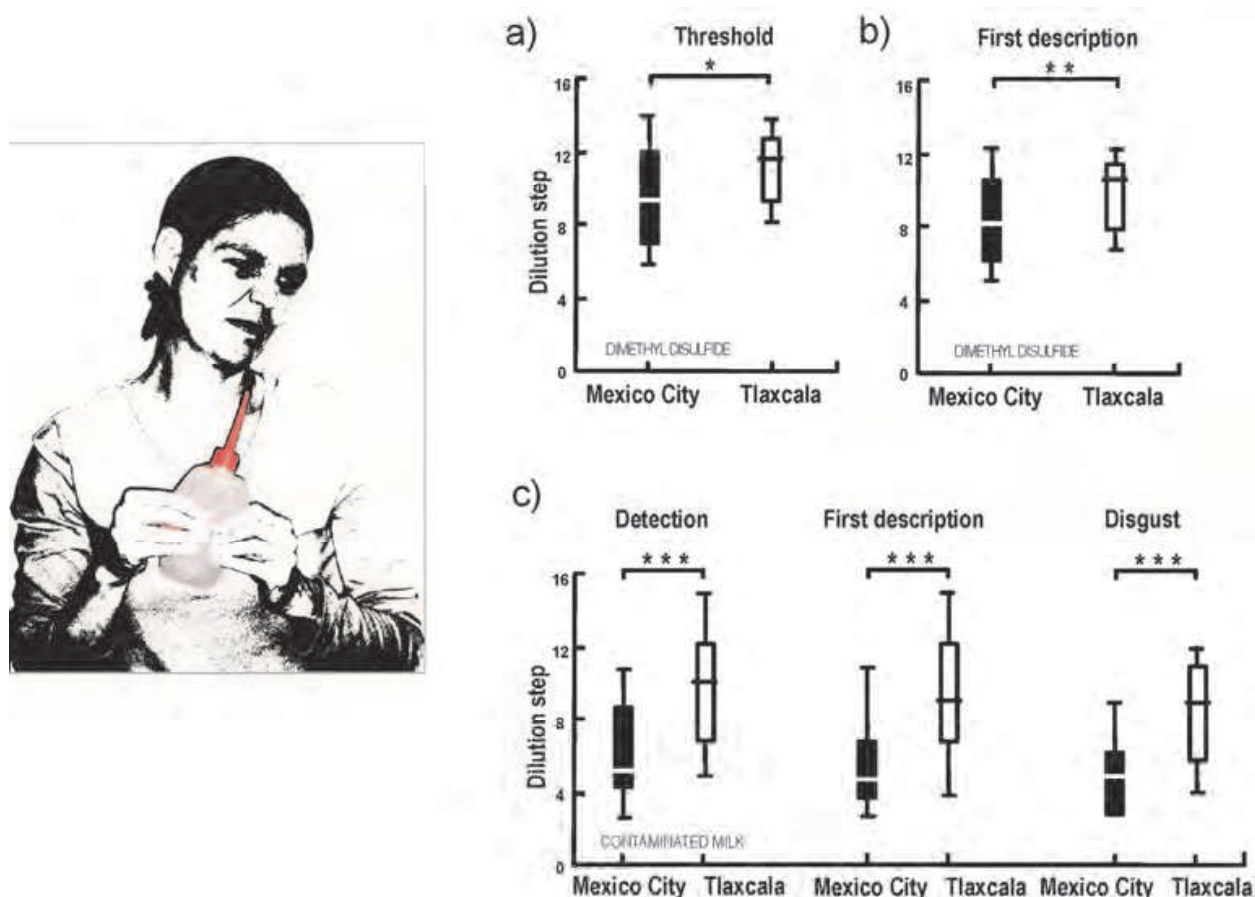 a)
Threshold
*
16
12
8
4
0
Dilution step
DIMETHYL DISULFIDE
Mexico City Tlaxcala
b)
First description
**
16
12
8
4
0
DIMETHYL DISULFIDE
Mexico City Tlaxcala
c)
Detection First description Disgust
*** *** ***
16
12
8
4
0
Dilution step
CONTAMINATED MILK
Mexico City Tlaxcala Mexico City Tlaxcala Mexico City Tlaxcala